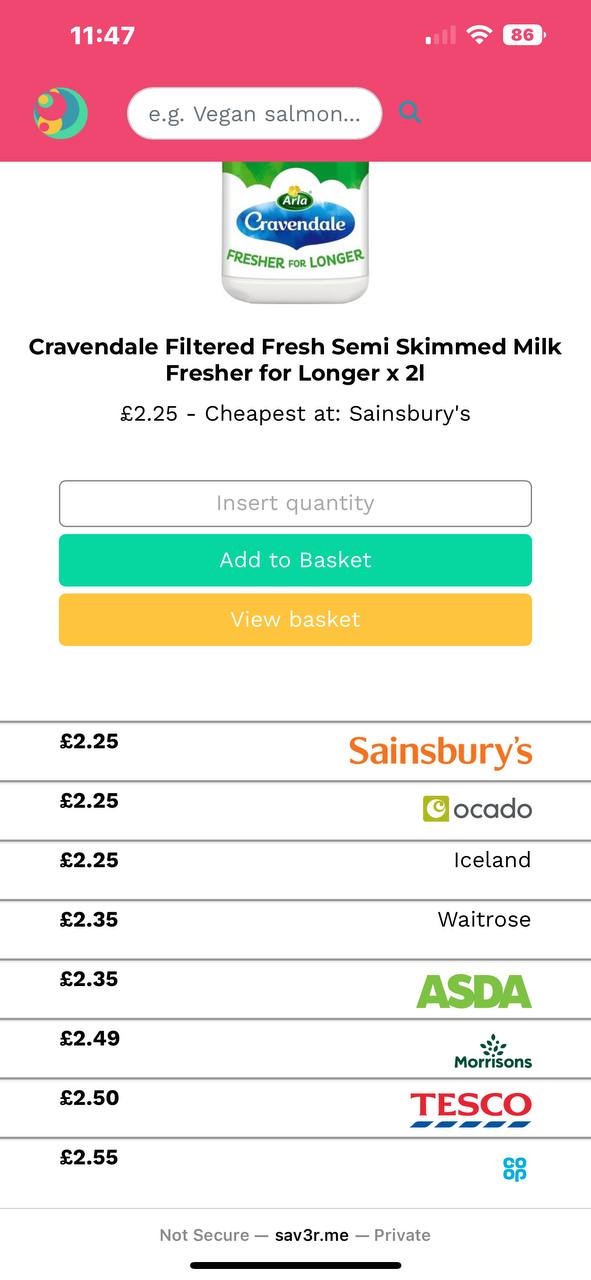 11:47
86
e.g. Vegan salmon...
Arla
Cravendale
FRESHER FOR LONGER
Cravendale Filtered Fresh Semi Skimmed Milk
Fresher for Longer x 2l
£2.25 - Cheapest at: Sainsbury's
Insert quantity
Add to Basket
View basket
£2.25 Sainsbury's
£2.25 ocado
£2.25 Iceland
£2.35 Waitrose
£2.35 ASDA
£2.49 Morrisons
£2.50 TESCO
£2.55 CO OP
Not Secure — sav3r.me — Private